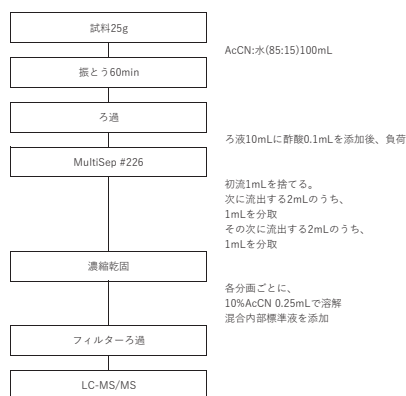 試料25g
AcCN:水(85:15)100mL
振とう60min
ろ過
ろ液10mLに酢酸0.1mLを添加後、負荷
MultiSep #226
初流1mLを捨てる。
次に流出する2mLのうち、
1mLを分取
その次に流出する2mLのうち、
1mLを分取
濃縮乾固
各分画ごとに、
10%AcCN 0.25mLで溶解
混合内部標準液を添加
フィルターろ過
LC-MS/MS